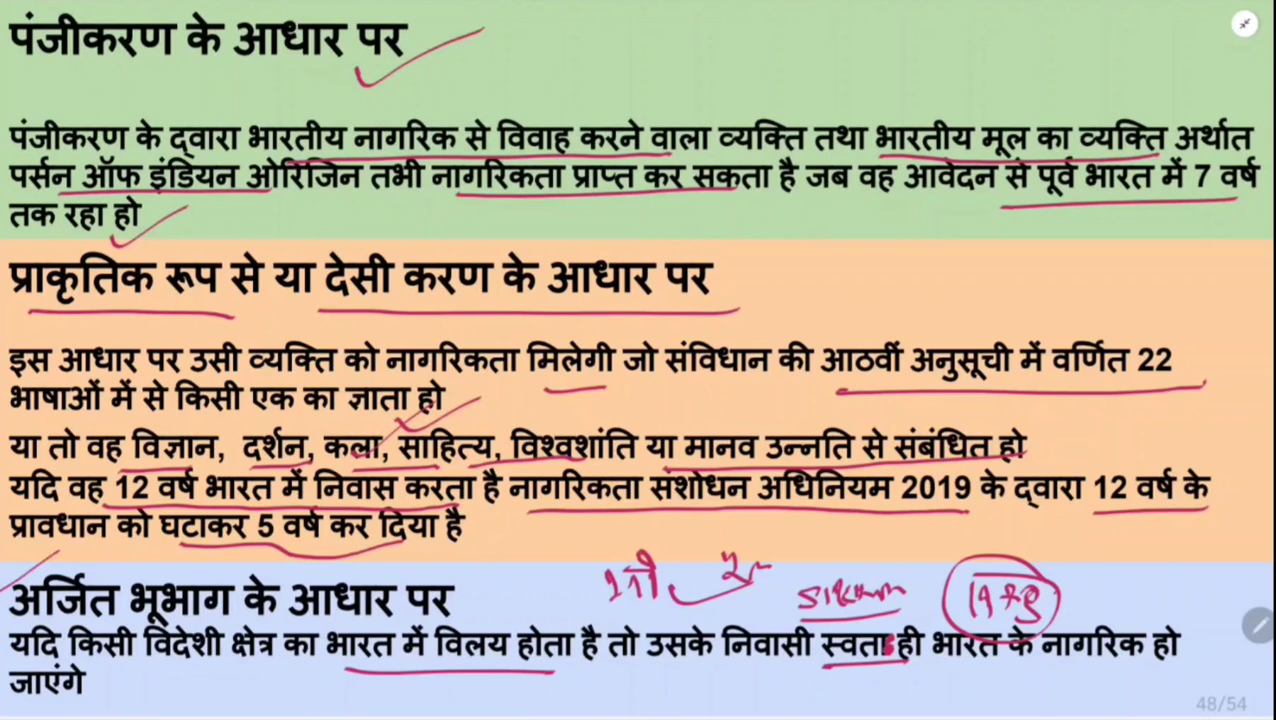 पंजीकरण के आधार पर
पंजीकरण के द्वारा भारतीय नागरिक से विवाह करने वाला व्यक्ति तथा भारतीय मूल का व्यक्ति अर्थात
पर्सन ऑफ इंडियन ओरिजिन तभी नागरिकता प्राप्त कर सकता है जब वह आवेदन से पूर्व भारत में 7 वर्ष
तक रहा हो
प्राकृतिक रूप से या देसी करण के आधार पर
इस आधार पर उसी व्यक्ति को नागरिकता मिलेगी जो संविधान की आठवीं अनुसूची में वर्णित 22
भाषाओं में से किसी एक का ज्ञाता हो
या तो वह विज्ञान, दर्शन, कला, साहित्य, विश्वशांति या मानव उन्नति से संबंधित हो
यदि वह 12 वर्ष भारत में निवास करता है नागरिकता संशोधन अधिनियम 2019 के द्वारा 12 वर्ष के
प्रावधान को घटाकर 5 वर्ष कर दिया है
अर्जित भूभाग के आधार पर
यदि किसी विदेशी क्षेत्र का भारत में विलय होता है तो उसके निवासी स्वता ही भारत के नागरिक हो
जाएंगे
48/54